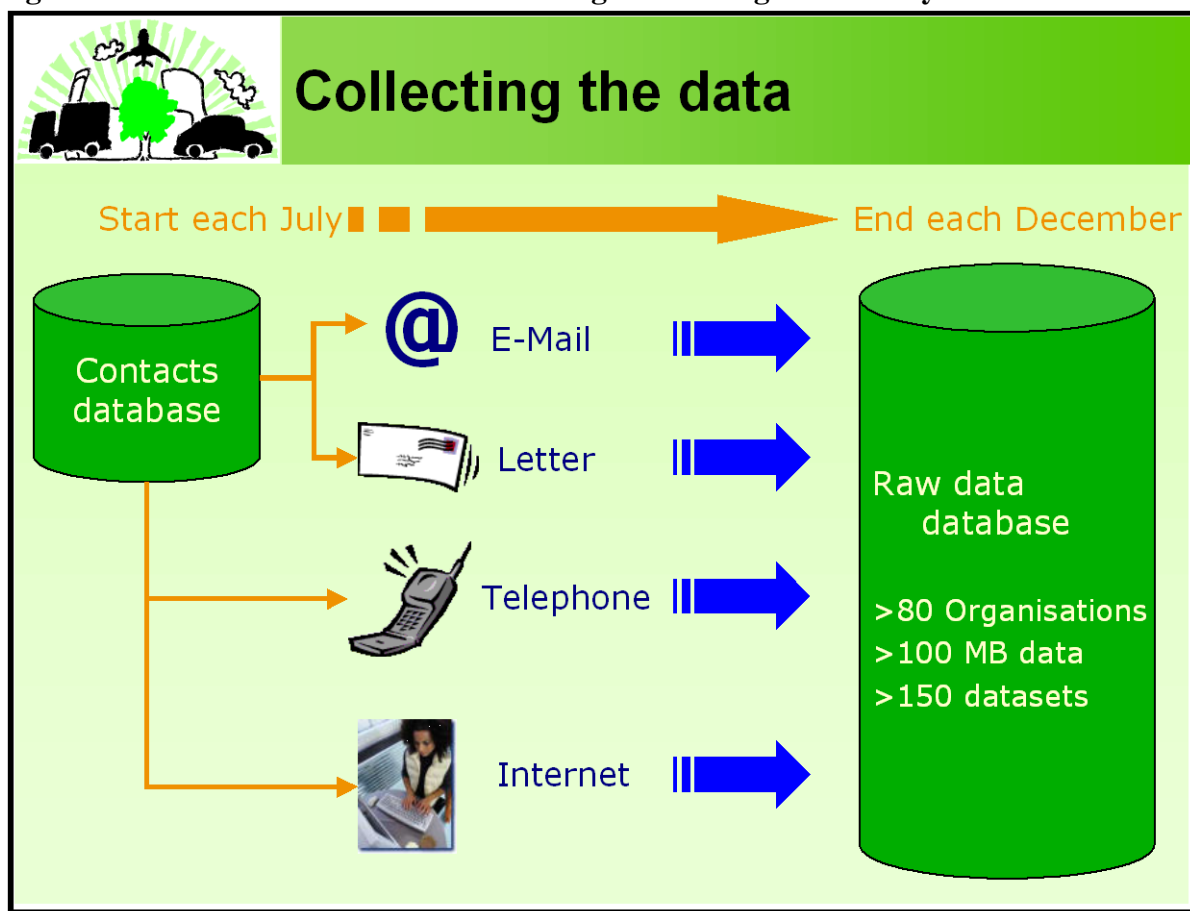 Collecting the data
Start each July
End each December
Contacts
database
@
E-Mail
Letter
Telephone
Internet
Raw data
database
>80 Organisations
>100 MB data
>150 datasets